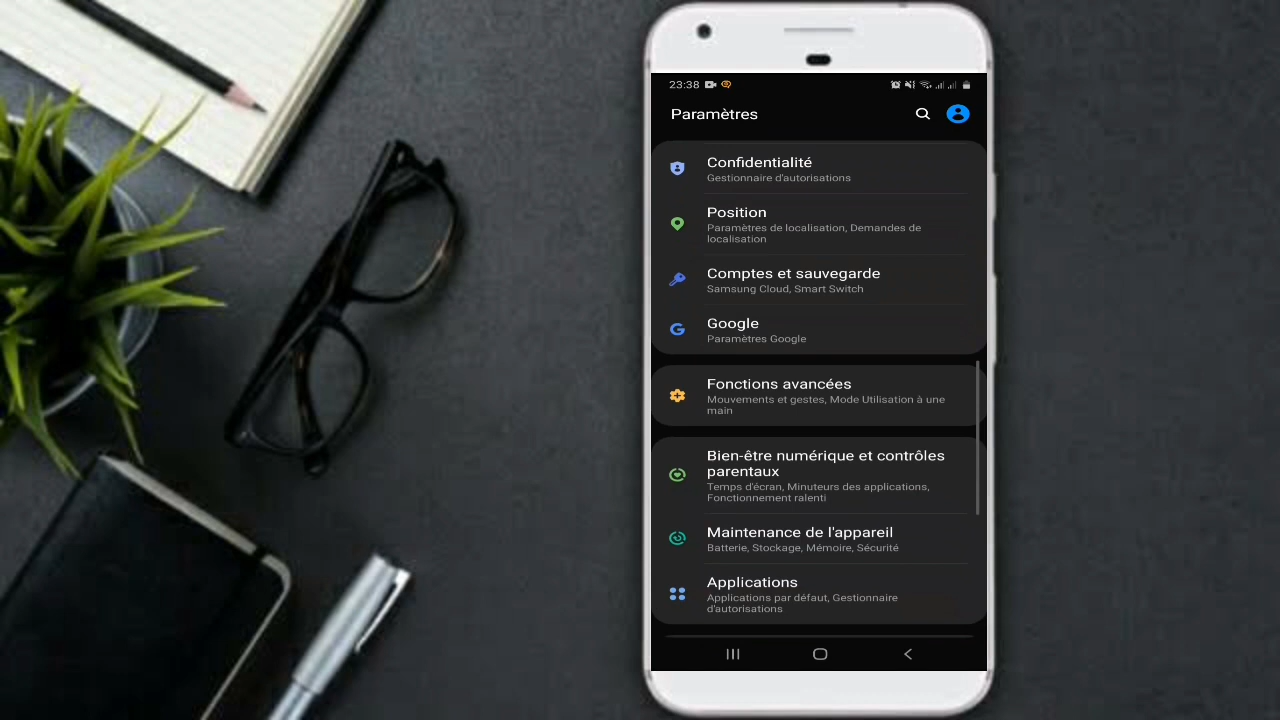 23:38
Paramètres
Confidentialité
Gestionnaire d'autorisations
Position
Paramètres de localisation, Demandes de
localisation
Comptes et sauvegarde
Samsung Cloud, Smart Switch
Google
Paramètres Google
Fonctions avancées
Mouvements et gestes, Mode Utilisation à une
main
Bien-être numérique et contrôles
parentaux
Temps d'écran, Minuteurs des applications,
Fonctionnement ralenti
Maintenance de l'appareil
Batterie, Stockage, Mémoire, Sécurité
Applications
Applications par défaut, Gestionnaire
d'autorisations